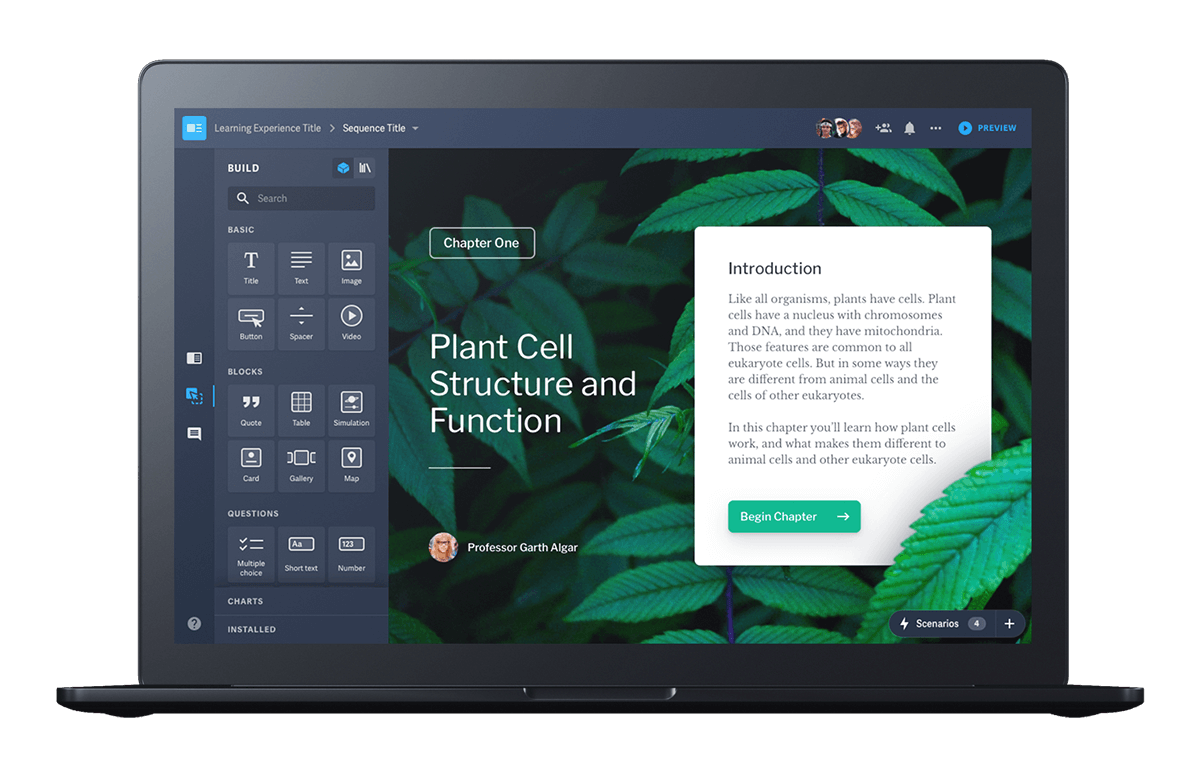 Learning Experience Title > Sequence Title
PREVIEW
BUILD
Search
BASIC
T
Title
Text
Image
Button
Spacer
Video
BLOCKS
Quote
Table
Simulation
Card
Gallery
Map
QUESTIONS
Multiple
choice
Aa
Short text
123
Number
CHARTS
INSTALLED
?
Chapter One
Plant Cell
Structure and
Function
Professor Garth Algar
Introduction
Like all organisms, plants have cells. Plant
cells have a nucleus with chromosomes
and DNA, and they have mitochondria.
Those features are common to all
eukaryote cells. But in some ways they
are different from animal cells and the
cells of other eukaryotes.
In this chapter you'll learn how plant cells
work, and what makes them different to
animal cells and other eukaryote cells.
Begin Chapter →
Scenarios 4 +